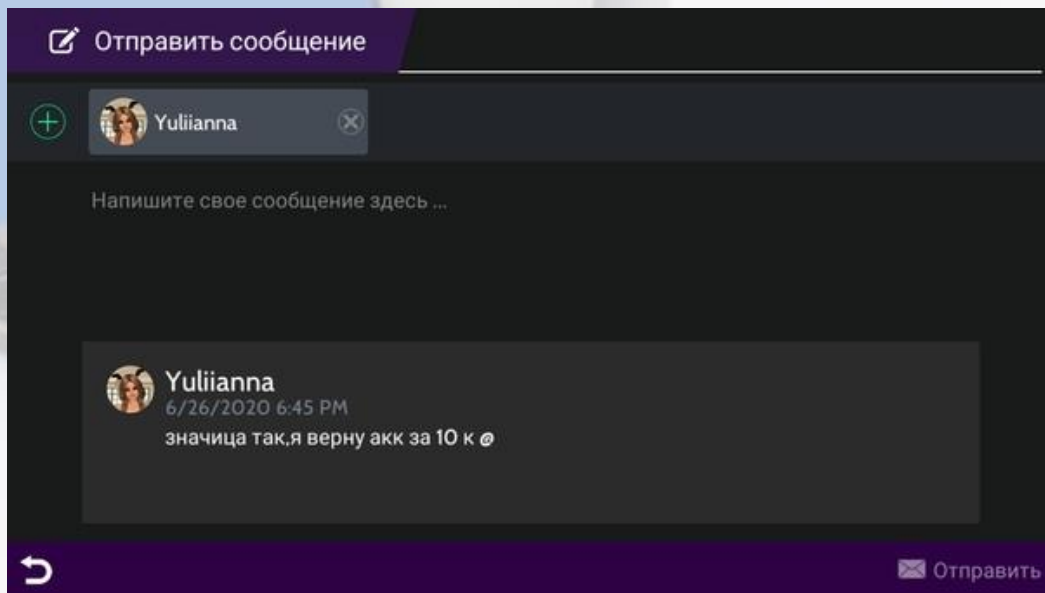 Отправить сообщение
Yuliianna
Напишите свое сообщение здесь ...
Yuliianna
6/26/2020 6:45 PM
значица так,я верну акк за 10 к @
Отправить